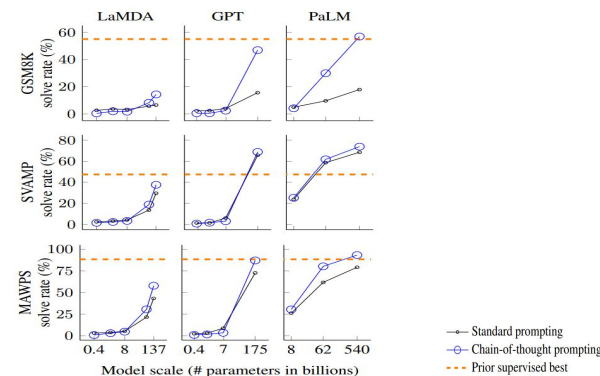 LaMDA GPT PaLM
GSM8K
solve rate (%)
60
40
20
0
SVAMP
solve rate (%)
80
60
40
20
0
MAWPS
solve rate (%)
100
75
50
25
0
0.4 8 137 0.4 7 175 8 62 540
Model scale (# parameters in billions)
Standard prompting
Chain-of-thought prompting
Prior supervised best